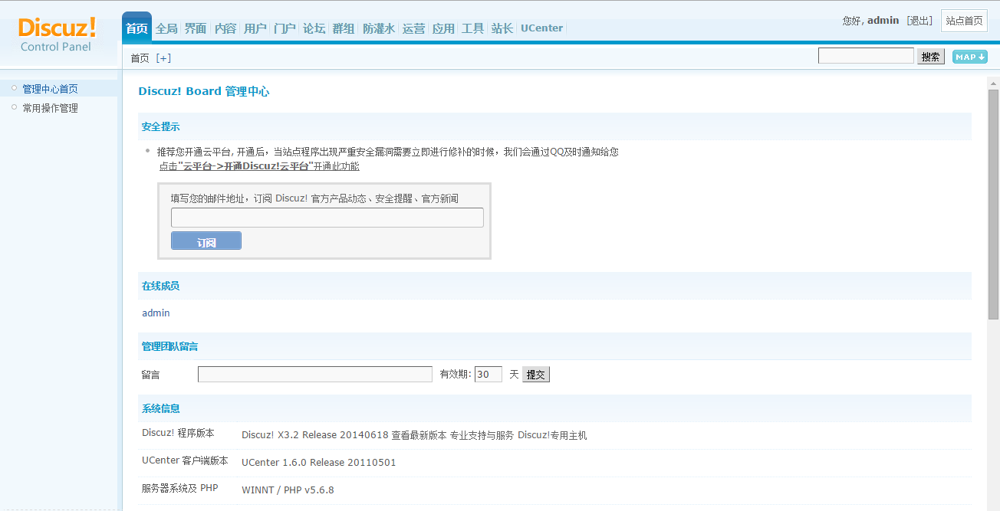 Discuz!
Control Panel
首页 全局 界面 内容 用户 门户 论坛 群组 防灌水 运营 应用 工具 站长 UCenter
您好, admin [退出] 站点首页
首页 [+]
搜索 MAP
管理中心首页
常用操作管理
Discuz! Board 管理中心
安全提示
推荐您开通云平台, 开通后，当站点程序出现严重安全漏洞需要立即进行修补的时候，我们会通过QQ及时通知给您
点击"云平台->开通Discuz!云平台"开通此功能
填写您的邮件地址，订阅 Discuz! 官方产品动态、安全提醒、官方新闻
订阅
在线成员
admin
管理团队留言
留言 有效期: 30 天 提交
系统信息
Discuz! 程序版本 Discuz! X3.2 Release 20140618 查看最新版本 专业支持与服务 Discuz!专用主机
UCenter 客户端版本 UCenter 1.6.0 Release 20110501
服务器系统及 PHP WINNT / PHP v5.6.8